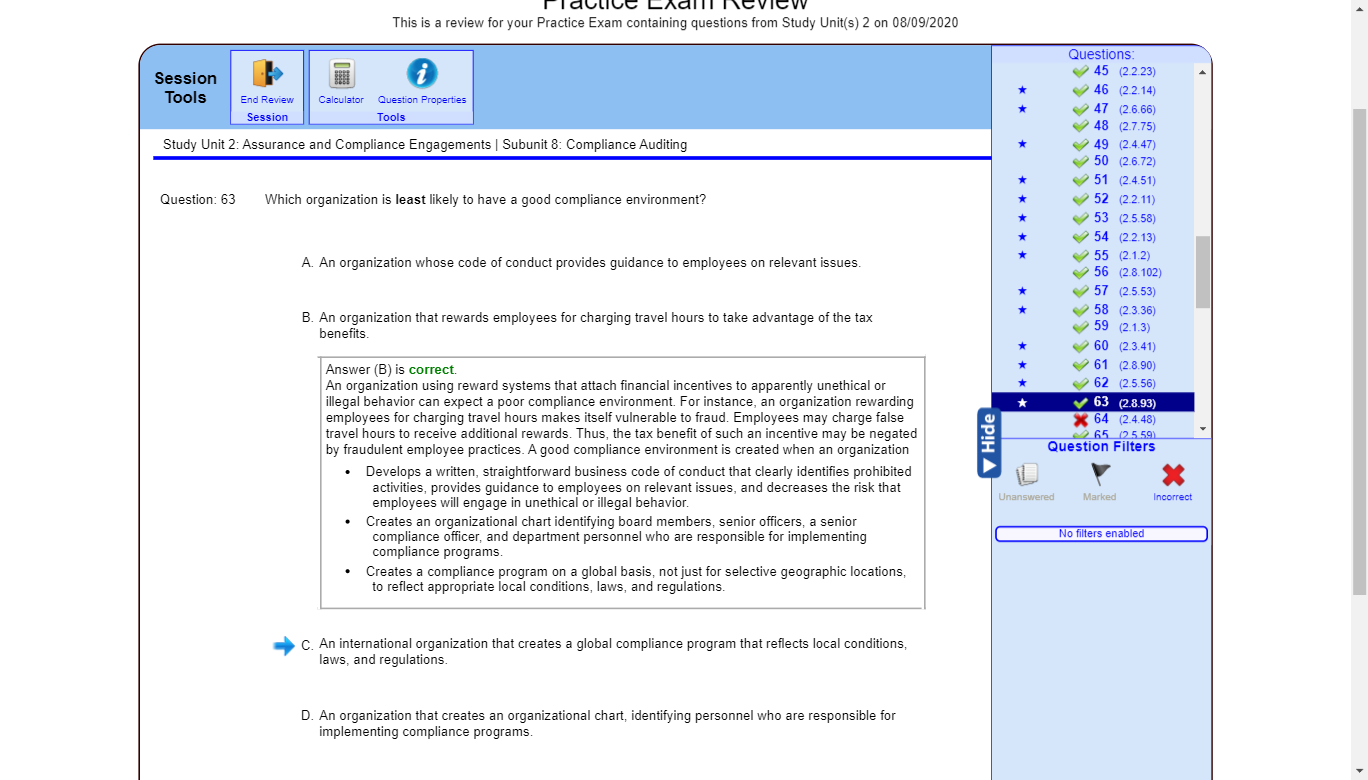 Practice Exam Review
This is a review for your Practice Exam containing questions from Study Unit(s) 2 on 08/09/2020
Session
Tools
End Review
Session
Calculator
Question Properties
Tools
Study Unit 2: Assurance and Compliance Engagements | Subunit 8: Compliance Auditing
Question: 63
Which organization is least likely to have a good compliance environment?
A. An organization whose code of conduct provides guidance to employees on relevant issues.
B. An organization that rewards employees for charging travel hours to take advantage of the tax
benefits.
Answer (B) is correct.
An organization using reward systems that attach financial incentives to apparently unethical or
illegal behavior can expect a poor compliance environment. For instance, an organization rewarding
employees for charging travel hours makes itself vulnerable to fraud. Employees may charge false
travel hours to receive additional rewards. Thus, the tax benefit of such an incentive may be negated
by fraudulent employee practices. A good compliance environment is created when an organization
• Develops a written, straightforward business code of conduct that clearly identifies prohibited
activities, provides guidance to employees on relevant issues, and decreases the risk that
employees will engage in unethical or illegal behavior.
• Creates an organizational chart identifying board members, senior officers, a senior
compliance officer, and department personnel who are responsible for implementing
compliance programs.
• Creates a compliance program on a global basis, not just for selective geographic locations,
to reflect appropriate local conditions, laws, and regulations.
C. An international organization that creates a global compliance program that reflects local conditions,
laws, and regulations.
D. An organization that creates an organizational chart, identifying personnel who are responsible for
implementing compliance programs.
Questions:
45 (2.2.23)
46 (2.2.14)
47 (2.6.66)
48 (2.7.75)
49 (2.4.47)
50 (2.6.72)
51 (2.4.51)
52 (2.2.11)
53 (2.5.58)
54 (2.2.13)
55 (2.1.2)
56 (2.8.102)
57 (2.5.53)
58 (2.3.36)
59 (2.1.3)
60 (2.3.41)
61 (2.8.90)
62 (2.5.56)
63 (2.8.93)
64 (2.4.48)
65 (2.5.59)
Hide
Question Filters
Unanswered
Marked
Incorrect
No filters enabled